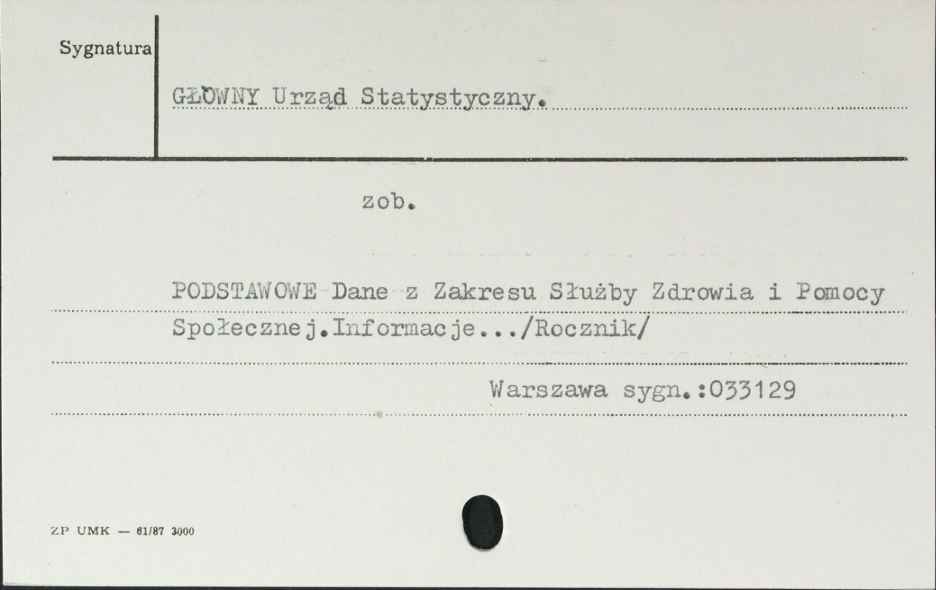 Sygnatura
GŁOWNY Urząd Statystyczny.
zob.
PODSTAWOWE Dane z Zakresu Służby Zdrowia i Pomocy
Społecznej.Informacje.../Rocznik/
Warszawa sygn.:033129
ZP UMK — 61/87 3000